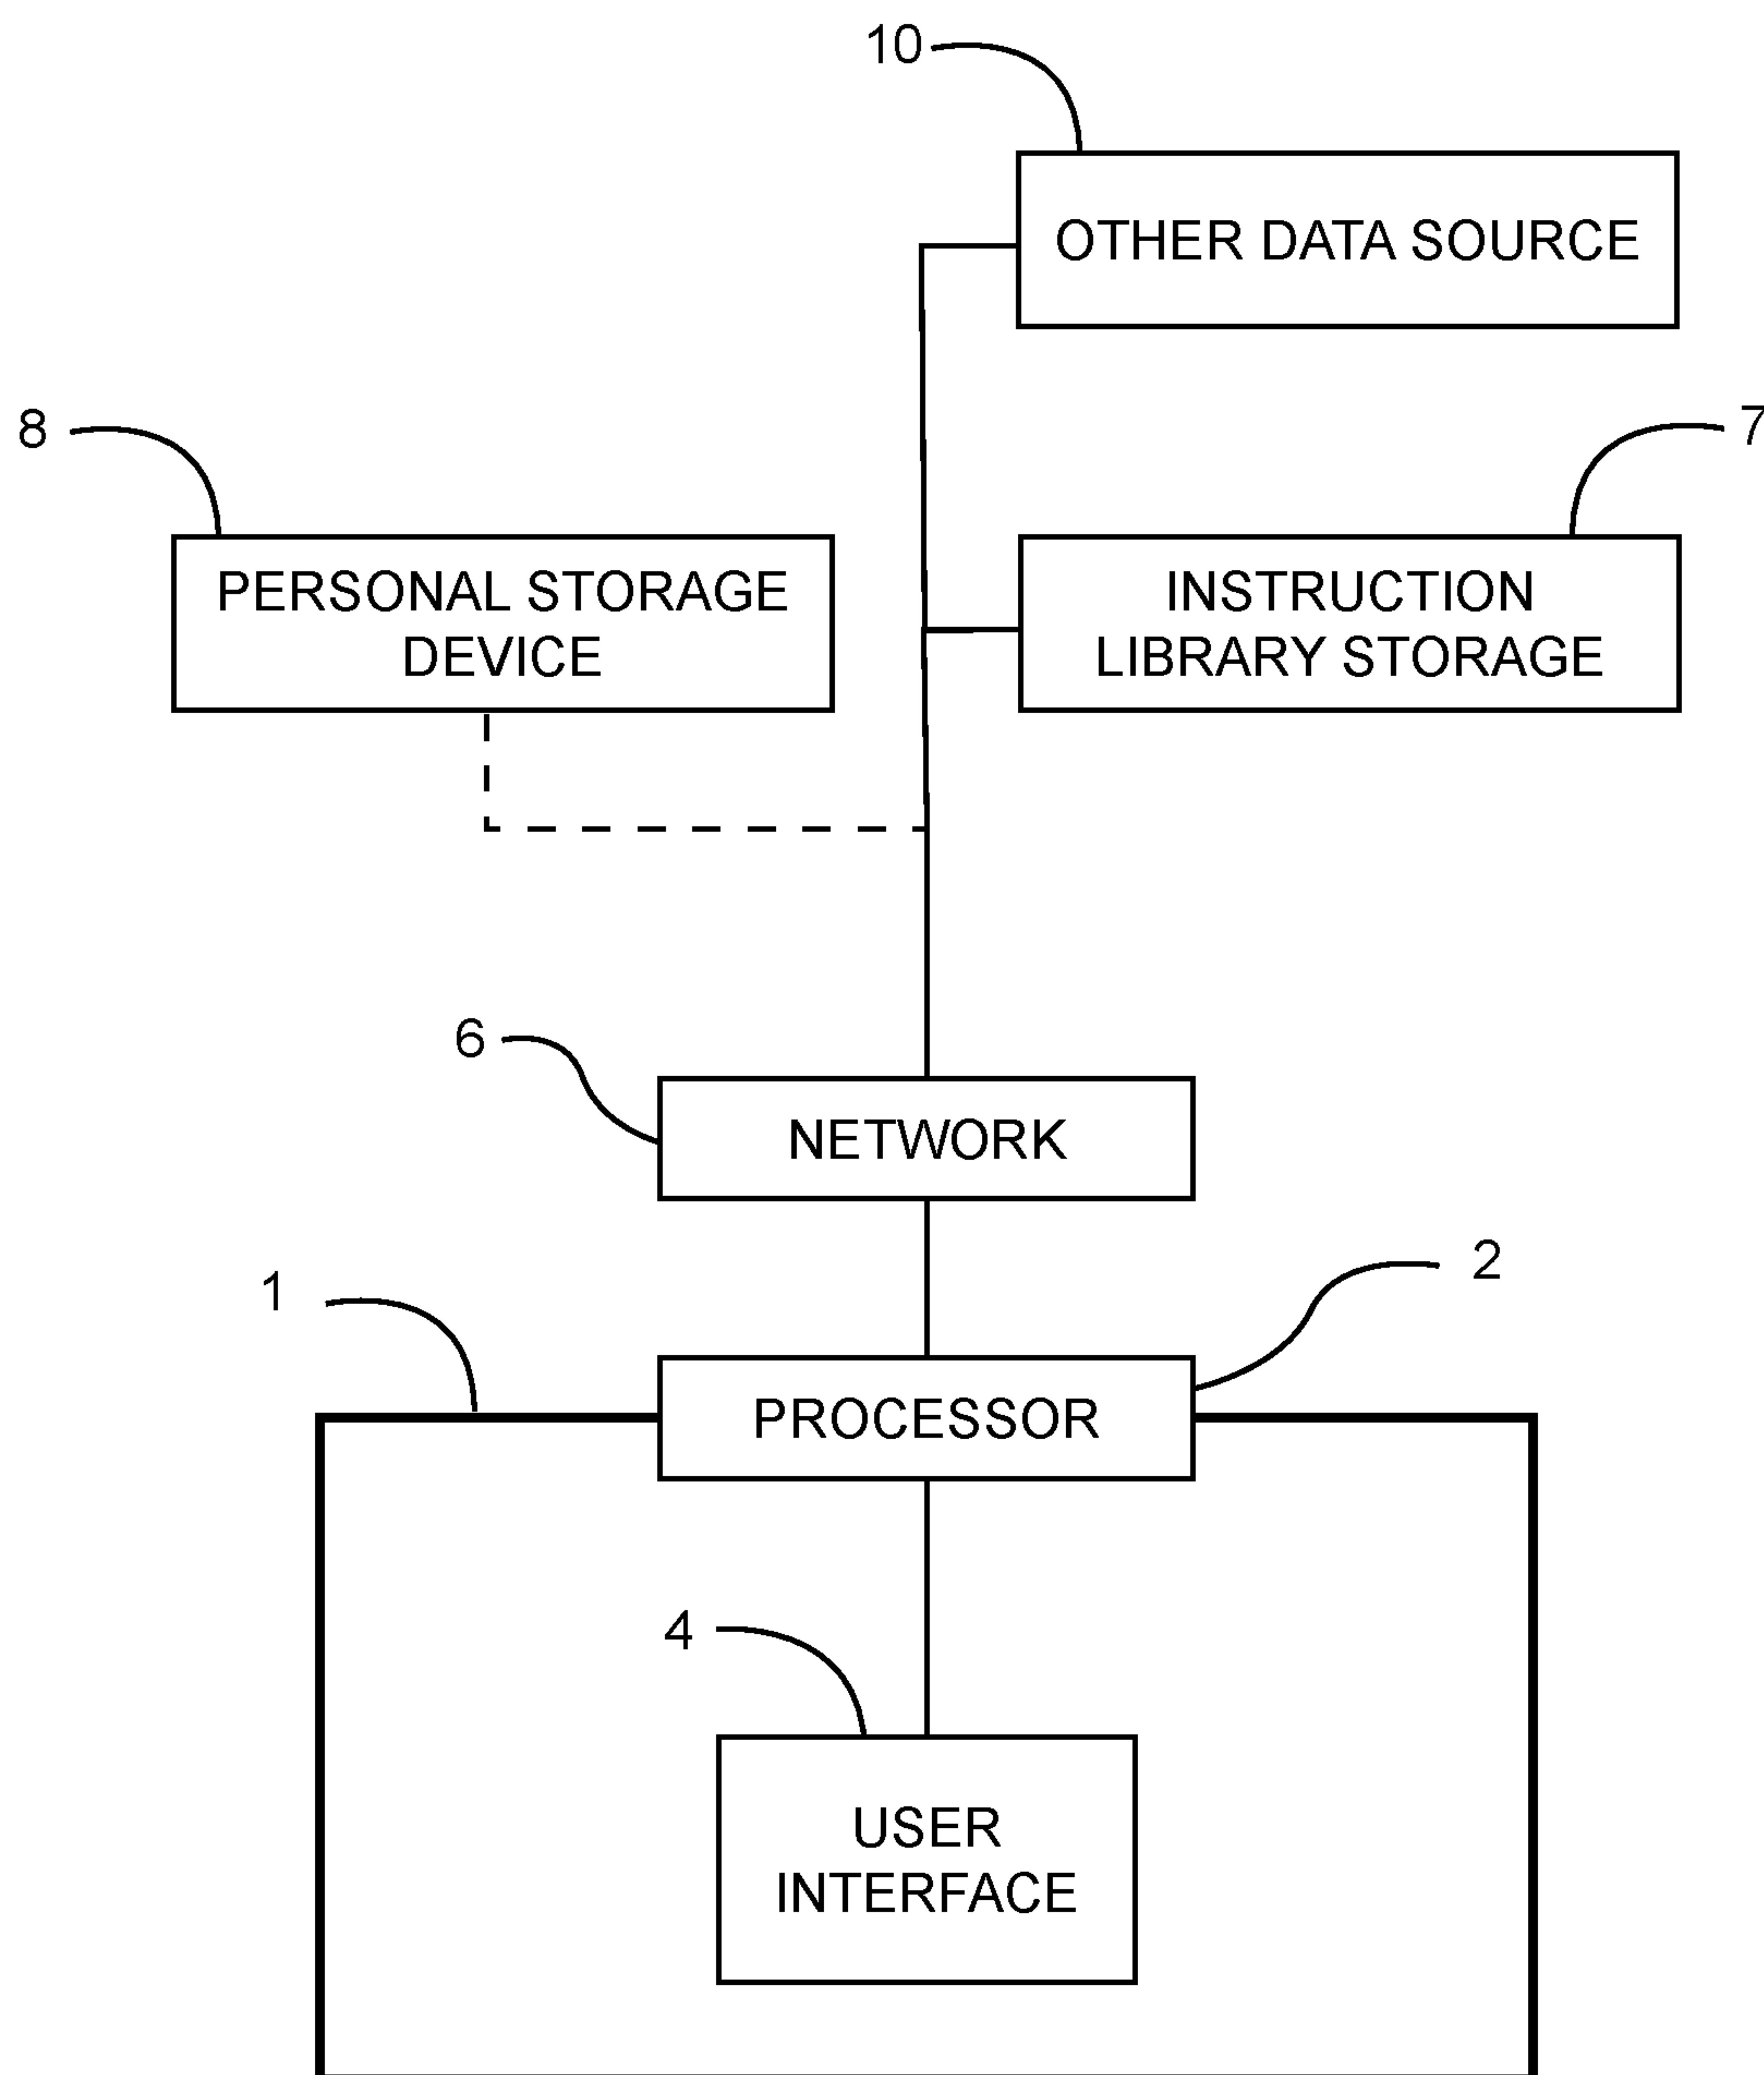 10
OTHER DATA SOURCE
8
7
PERSONAL STORAGE
DEVICE
INSTRUCTION
LIBRARY STORAGE
6
NETWORK
2
1
PROCESSOR
4
USER
INTERFACE